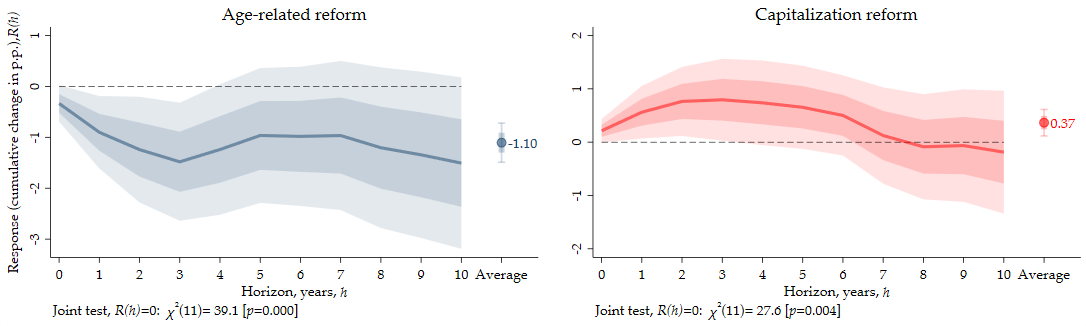 Age-related reform
Response (cumulative change in p.p.),R(h)
1
0
-1
-2
-3
-1.10
0 1 2 3 4 5 6 7 8 9 10 Average
Horizon, years, h
Joint test, R(h)=0: χ²(11)= 39.1 [p=0.000]
Capitalization reform
2
1
0
-1
-2
0.37
0 1 2 3 4 5 6 7 8 9 10 Average
Horizon, years, h
Joint test, R(h)=0: χ²(11)= 27.6 [p=0.004]